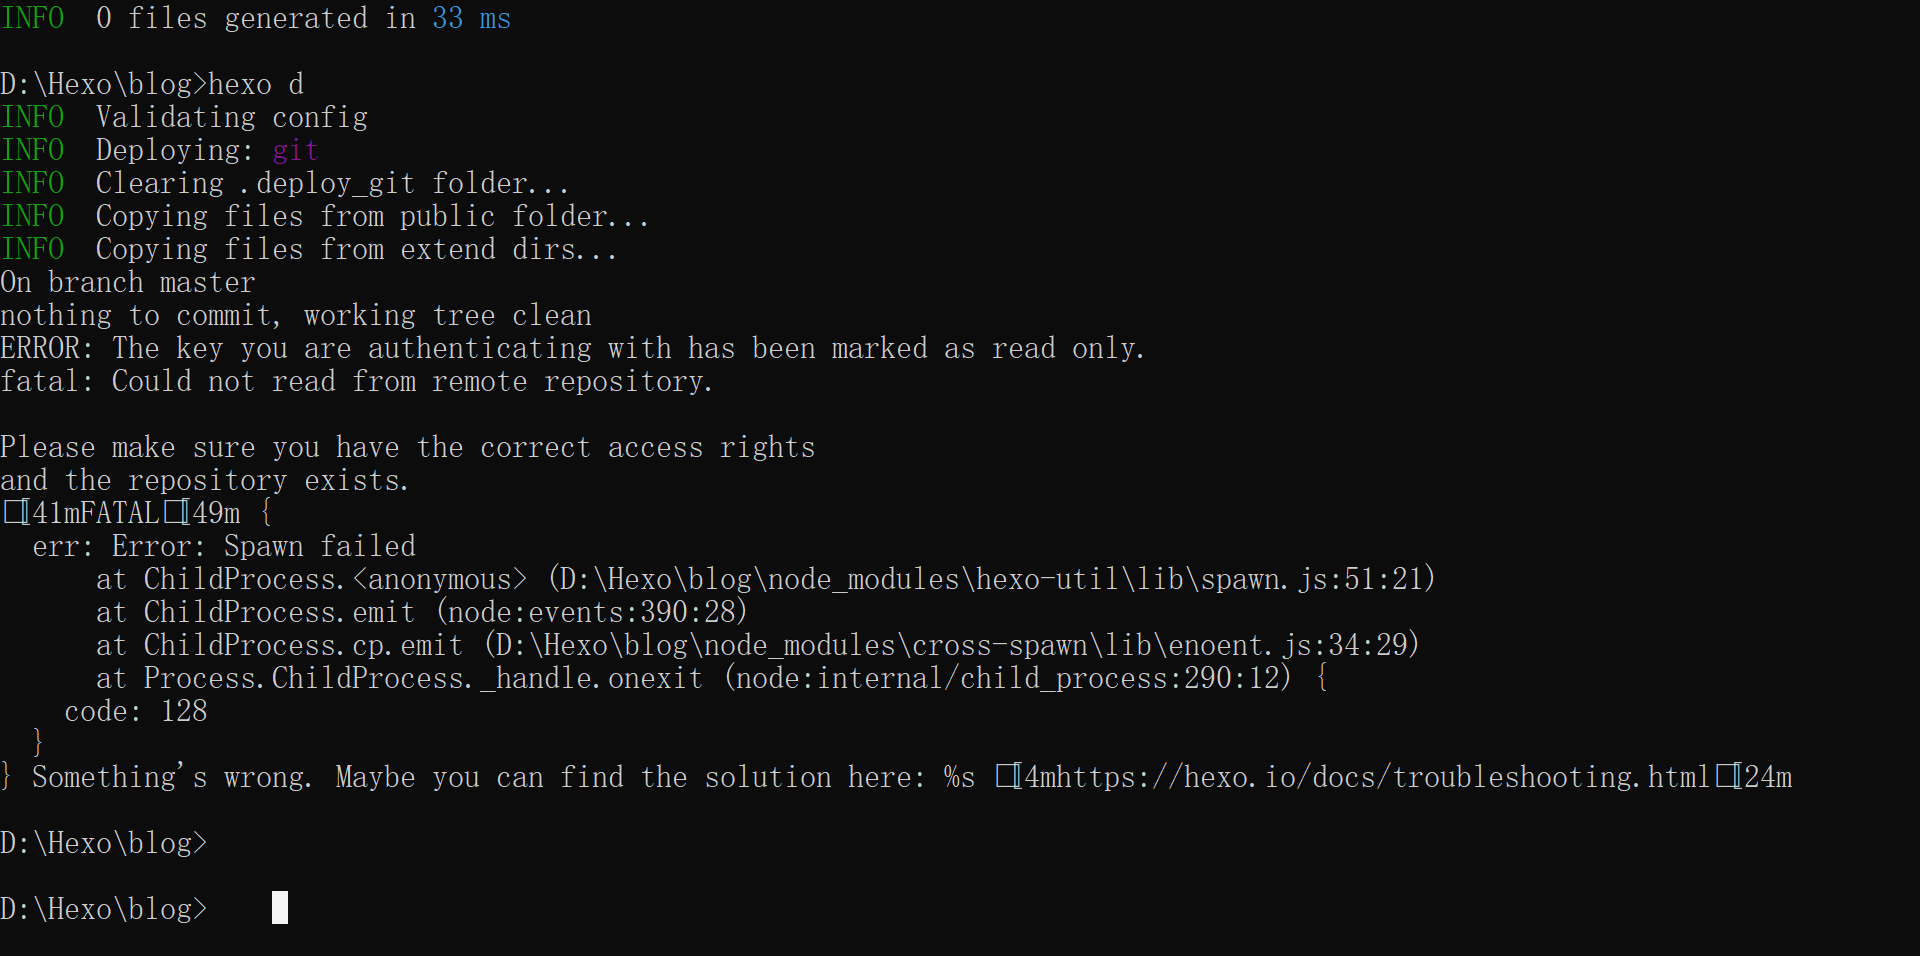 INFO  0 files generated in 33 ms

D:\Hexo\blog>hexo d
INFO  Validating config
INFO  Deploying: git
INFO  Clearing .deploy_git folder...
INFO  Copying files from public folder...
INFO  Copying files from extend dirs...
On branch master
nothing to commit, working tree clean
ERROR: The key you are authenticating with has been marked as read only.
fatal: Could not read from remote repository.

Please make sure you have the correct access rights
and the repository exists.
□[41mFATAL□[49m {
  err: Error: Spawn failed
      at ChildProcess.<anonymous> (D:\Hexo\blog\node_modules\hexo-util\lib\spawn.js:51:21)
      at ChildProcess.emit (node:events:390:28)
      at ChildProcess.cp.emit (D:\Hexo\blog\node_modules\cross-spawn\lib\enoent.js:34:29)
      at Process.ChildProcess._handle.onexit (node:internal/child_process:290:12) {
    code: 128
  }
} Something's wrong. Maybe you can find the solution here: %s □[4mhttps://hexo.io/docs/troubleshooting.html□[24m

D:\Hexo\blog>

D:\Hexo\blog>